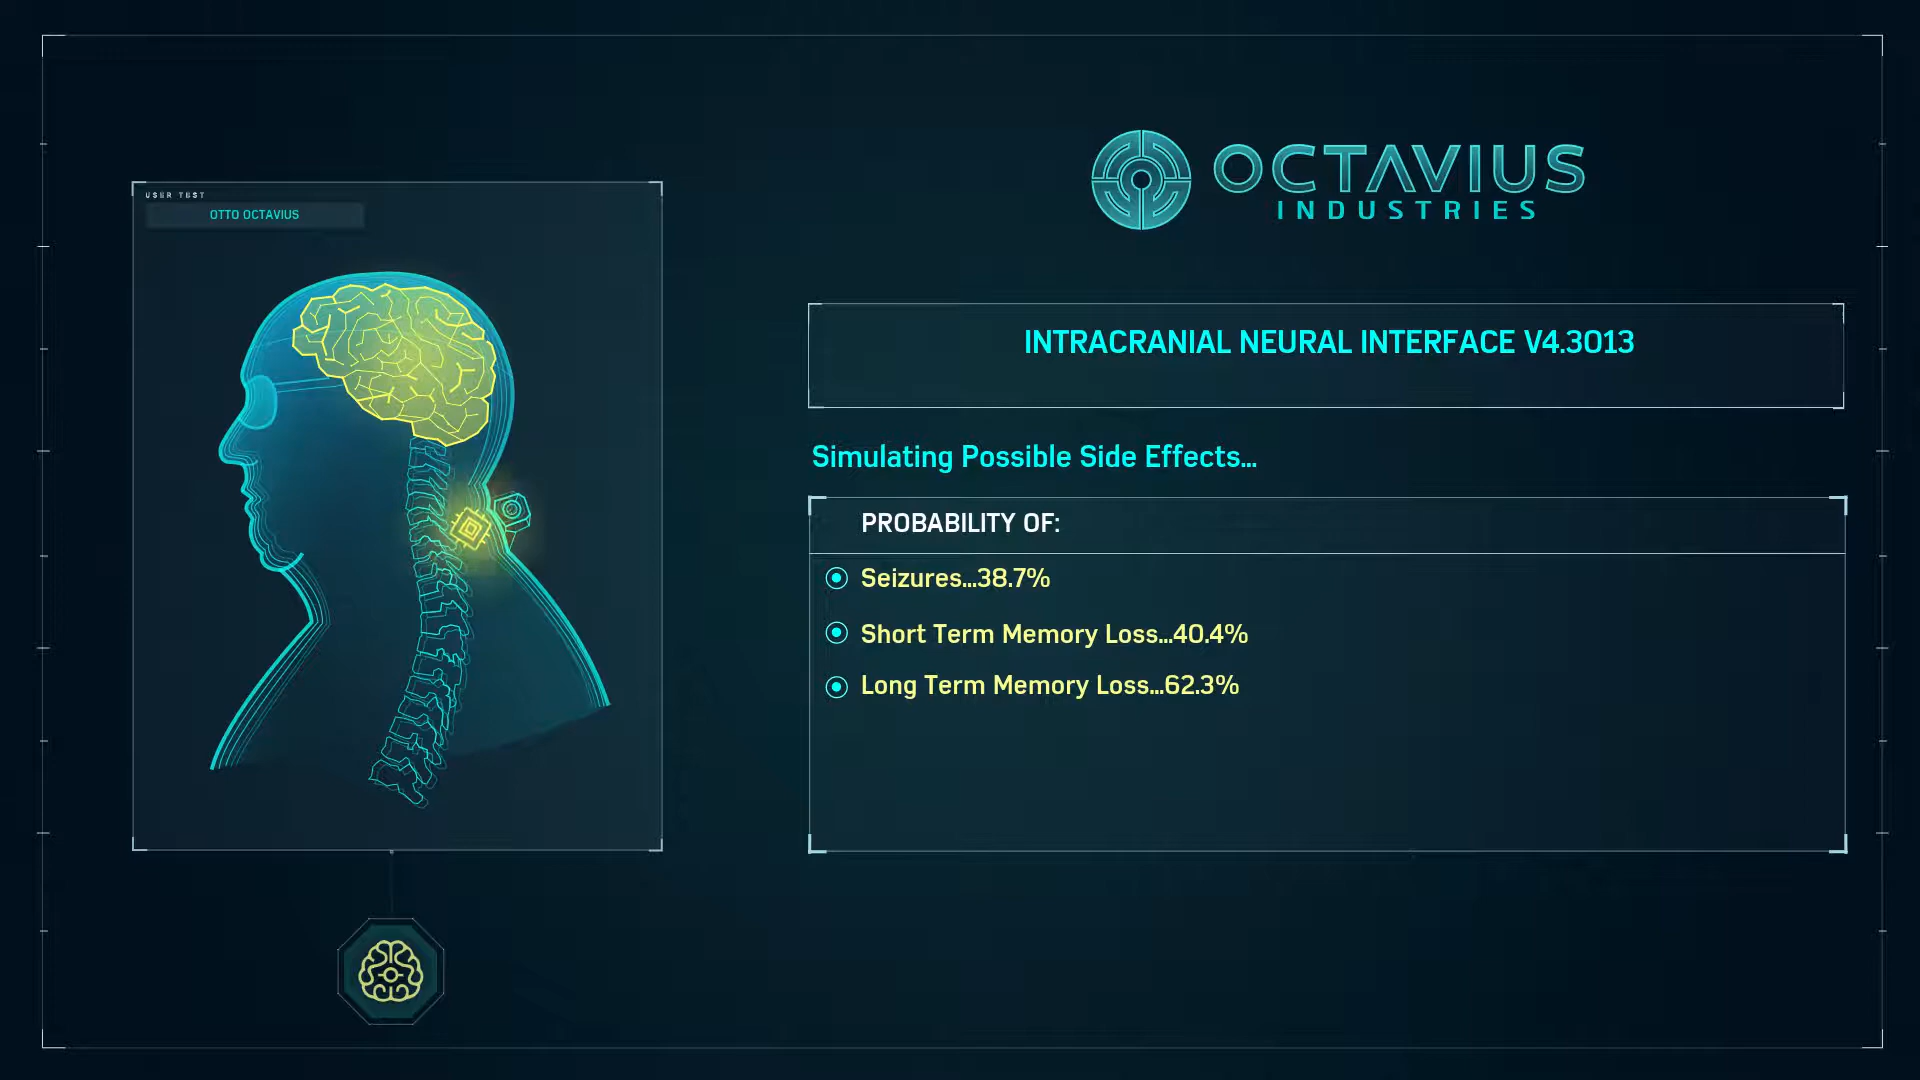 USER TEST
OTTO OCTAVIUS
OCTAVIUS
INDUSTRIES
INTRACRANIAL NEURAL INTERFACE V4.3013
Simulating Possible Side Effects...
PROBABILITY OF:
Seizures...38.7%
Short Term Memory Loss...40.4%
Long Term Memory Loss...62.3%